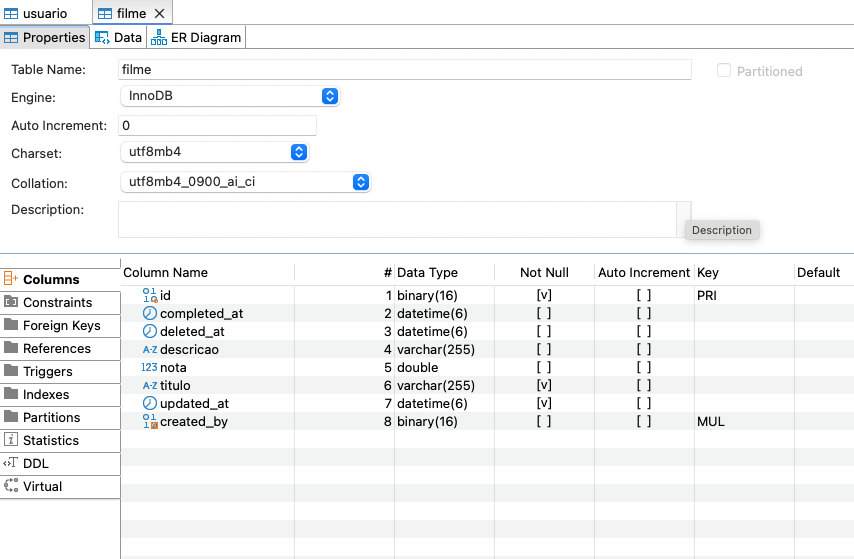 usuario filme
Properties Data ER Diagram
Table Name: filme Partitioned
Engine: InnoDB
Auto Increment: 0
Charset: utf8mb4
Collation: utf8mb4_0900_ai_ci
Description:
Description
Columns
Constraints
Foreign Keys
References
Triggers
Indexes
Partitions
Statistics
DDL
Virtual
Column Name # Data Type Not Null Auto Increment Key Default
id 1 binary(16) [v] [ ] PRI
completed_at 2 datetime(6) [ ] [ ]
deleted_at 3 datetime(6) [ ] [ ]
A-Z descricao 4 varchar(255) [ ] [ ]
123 nota 5 double [ ] [ ]
A-Z titulo 6 varchar(255) [v] [ ]
updated_at 7 datetime(6) [v] [ ]
created_by 8 binary(16) [ ] [ ] MUL